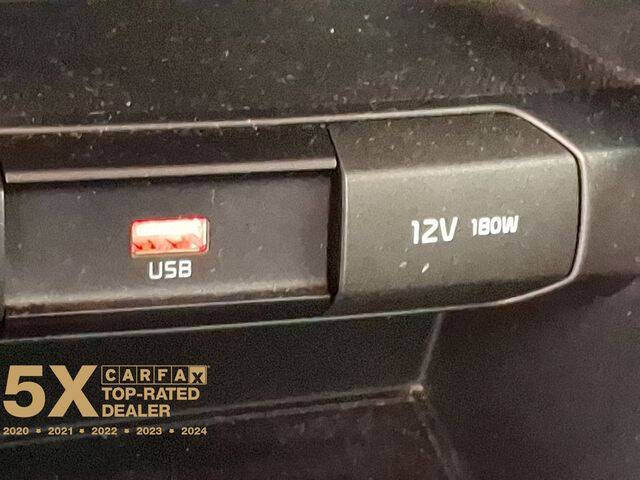 12V 180W
USB
5X CARFAX
TOP-RATED
DEALER
2020 • 2021 • 2022 • 2023 • 2024